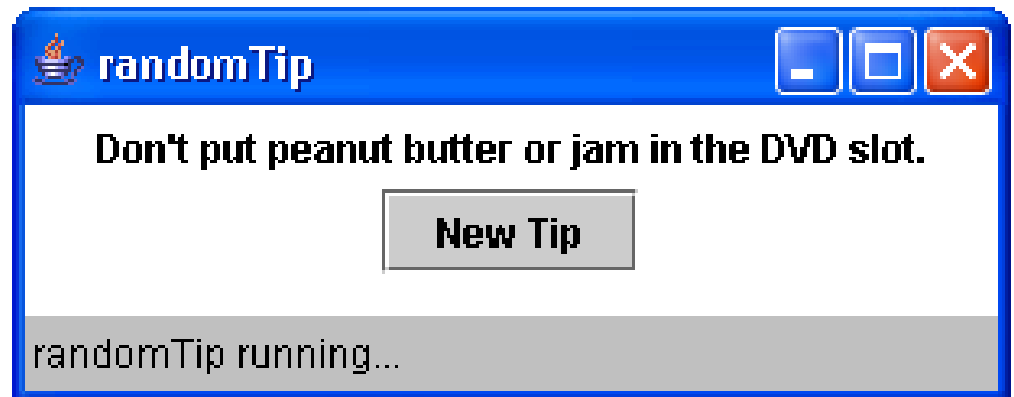 randomTip
Don't put peanut butter or jam in the DVD slot.
New Tip
randomTip running...